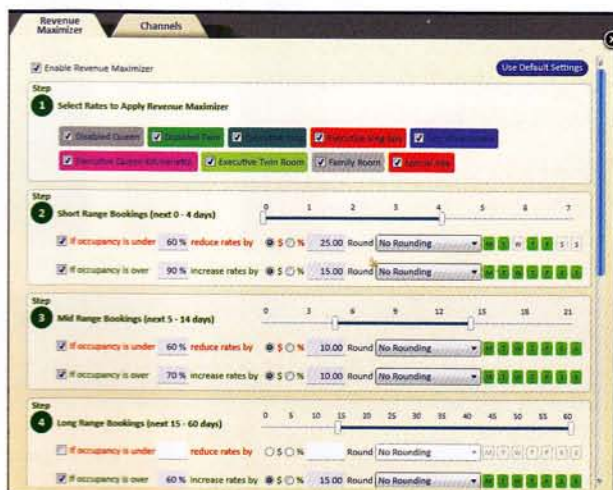 Revenue Maximizer
Channels
Enable Revenue Maximizer
Use Default Settings
Step
1 Select Rates to Apply Revenue Maximizer
Disabled Queen
Disabled Twin
Executive King Spa
Executive Queen Kitchenette
Executive Twin Room
Family Room
Step
2 Short Range Bookings (next 0 - 4 days)
0 1 2 3 4 5 6 7
If occupancy is under 60 % reduce rates by $ % 25.00 Round No Rounding M T W T F S S
If occupancy is over 90 % increase rates by $ % 15.00 Round No Rounding M T W T F S S
Step
3 Mid Range Bookings (next 5 - 14 days)
0 3 6 9 12 15 18 21
If occupancy is under 60 % reduce rates by $ % 10.00 Round No Rounding M T W T F S S
If occupancy is over 70 % increase rates by $ % 10.00 Round No Rounding M T W T F S S
Step
4 Long Range Bookings (next 15 - 60 days)
0 5 10 15 20 25 30 35 40 45 50 55 60
If occupancy is under reduce rates by $ % Round No Rounding M T W T F S S
If occupancy is over 60 % increase rates by $ % 15.00 Round No Rounding M T W T F S S